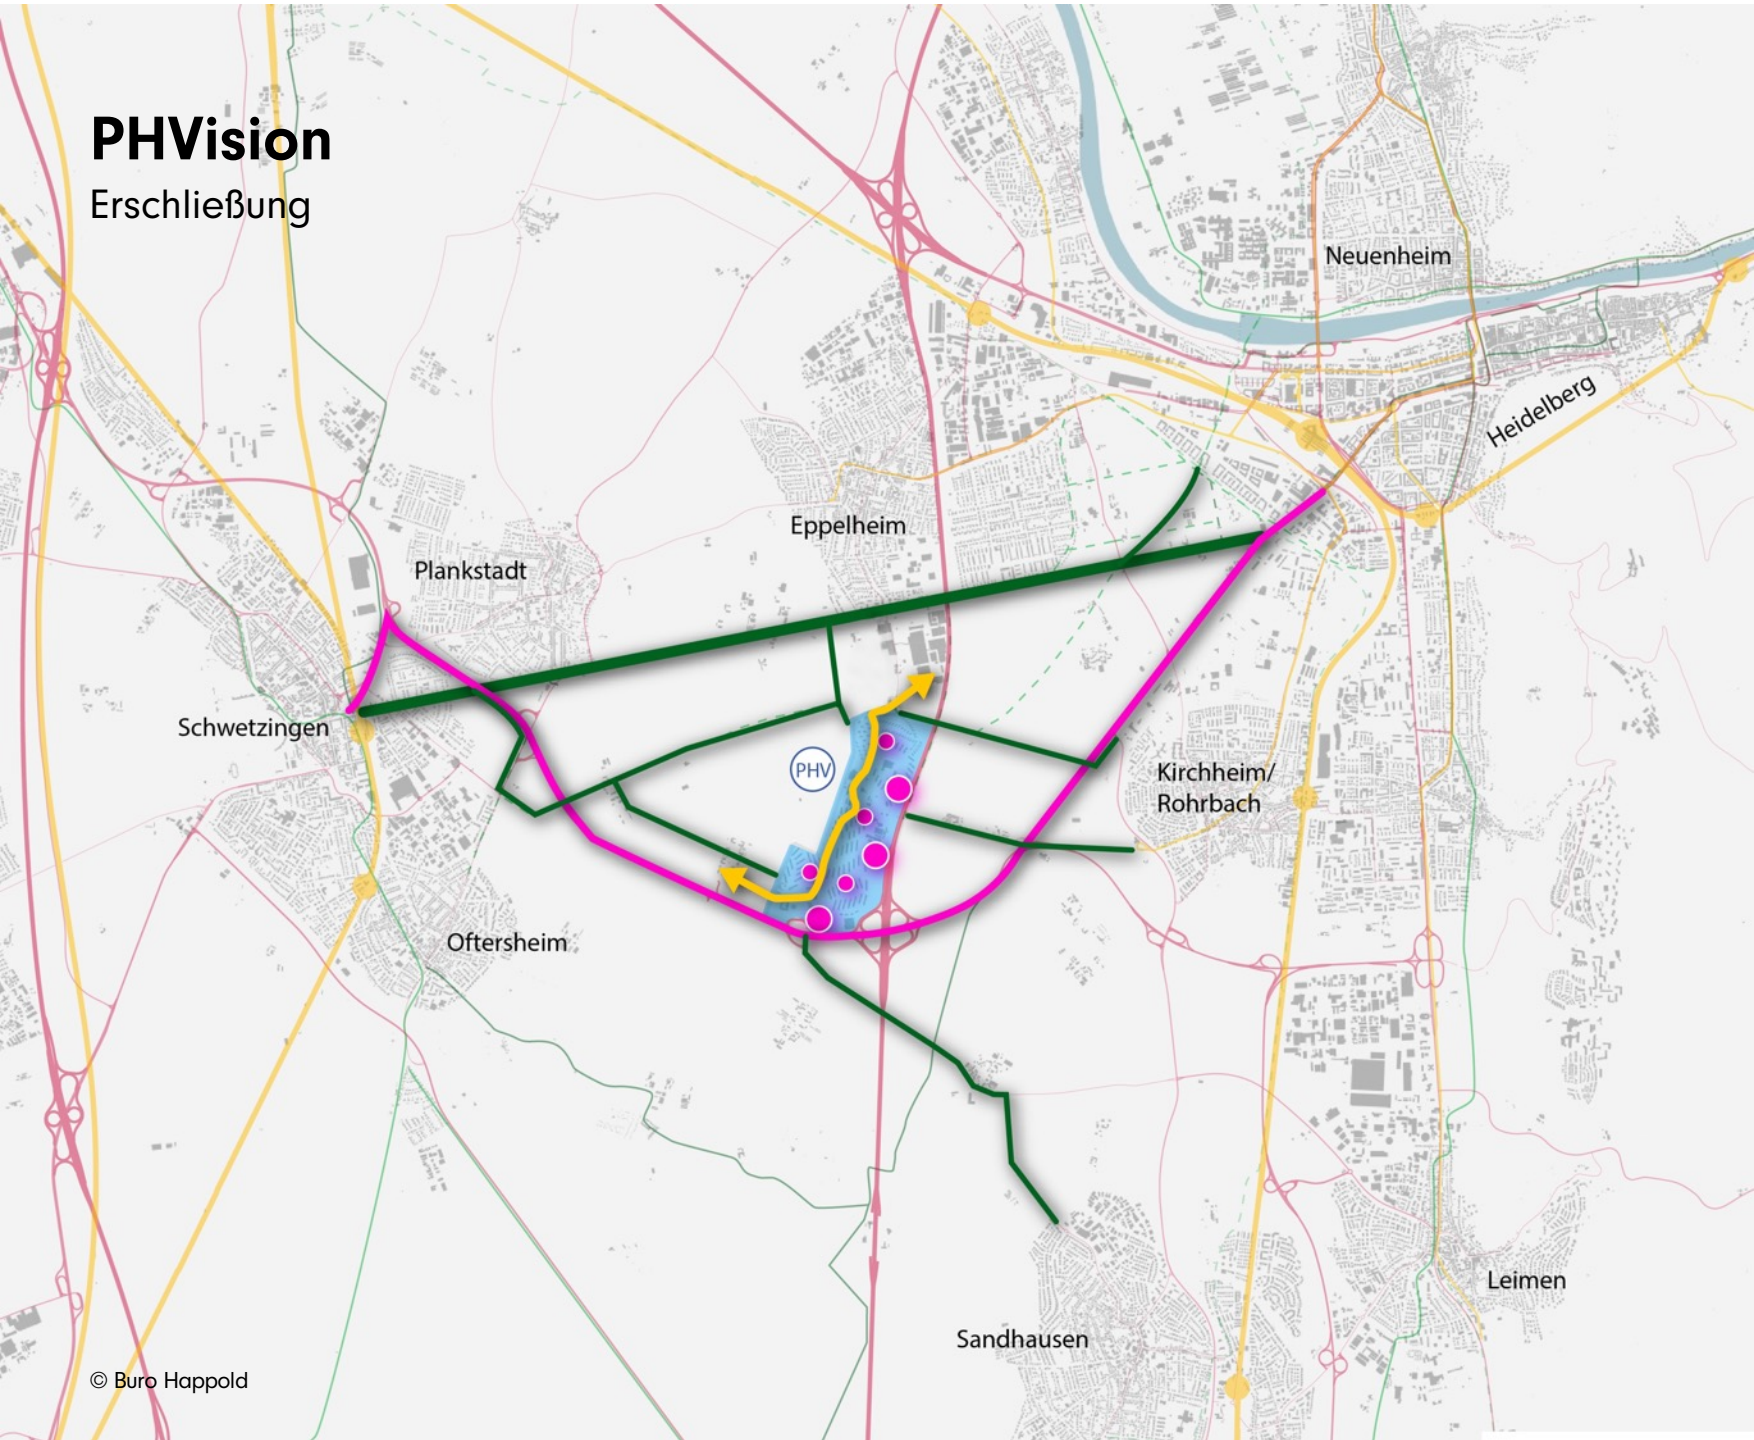 PHVision
Erschließung
Neuenheim
Heidelberg
Eppelheim
Plankstadt
Schwetzingen
PHV
Kirchheim/
Rohrbach
Oftersheim
Leimen
Sandhausen
© Buro Happold